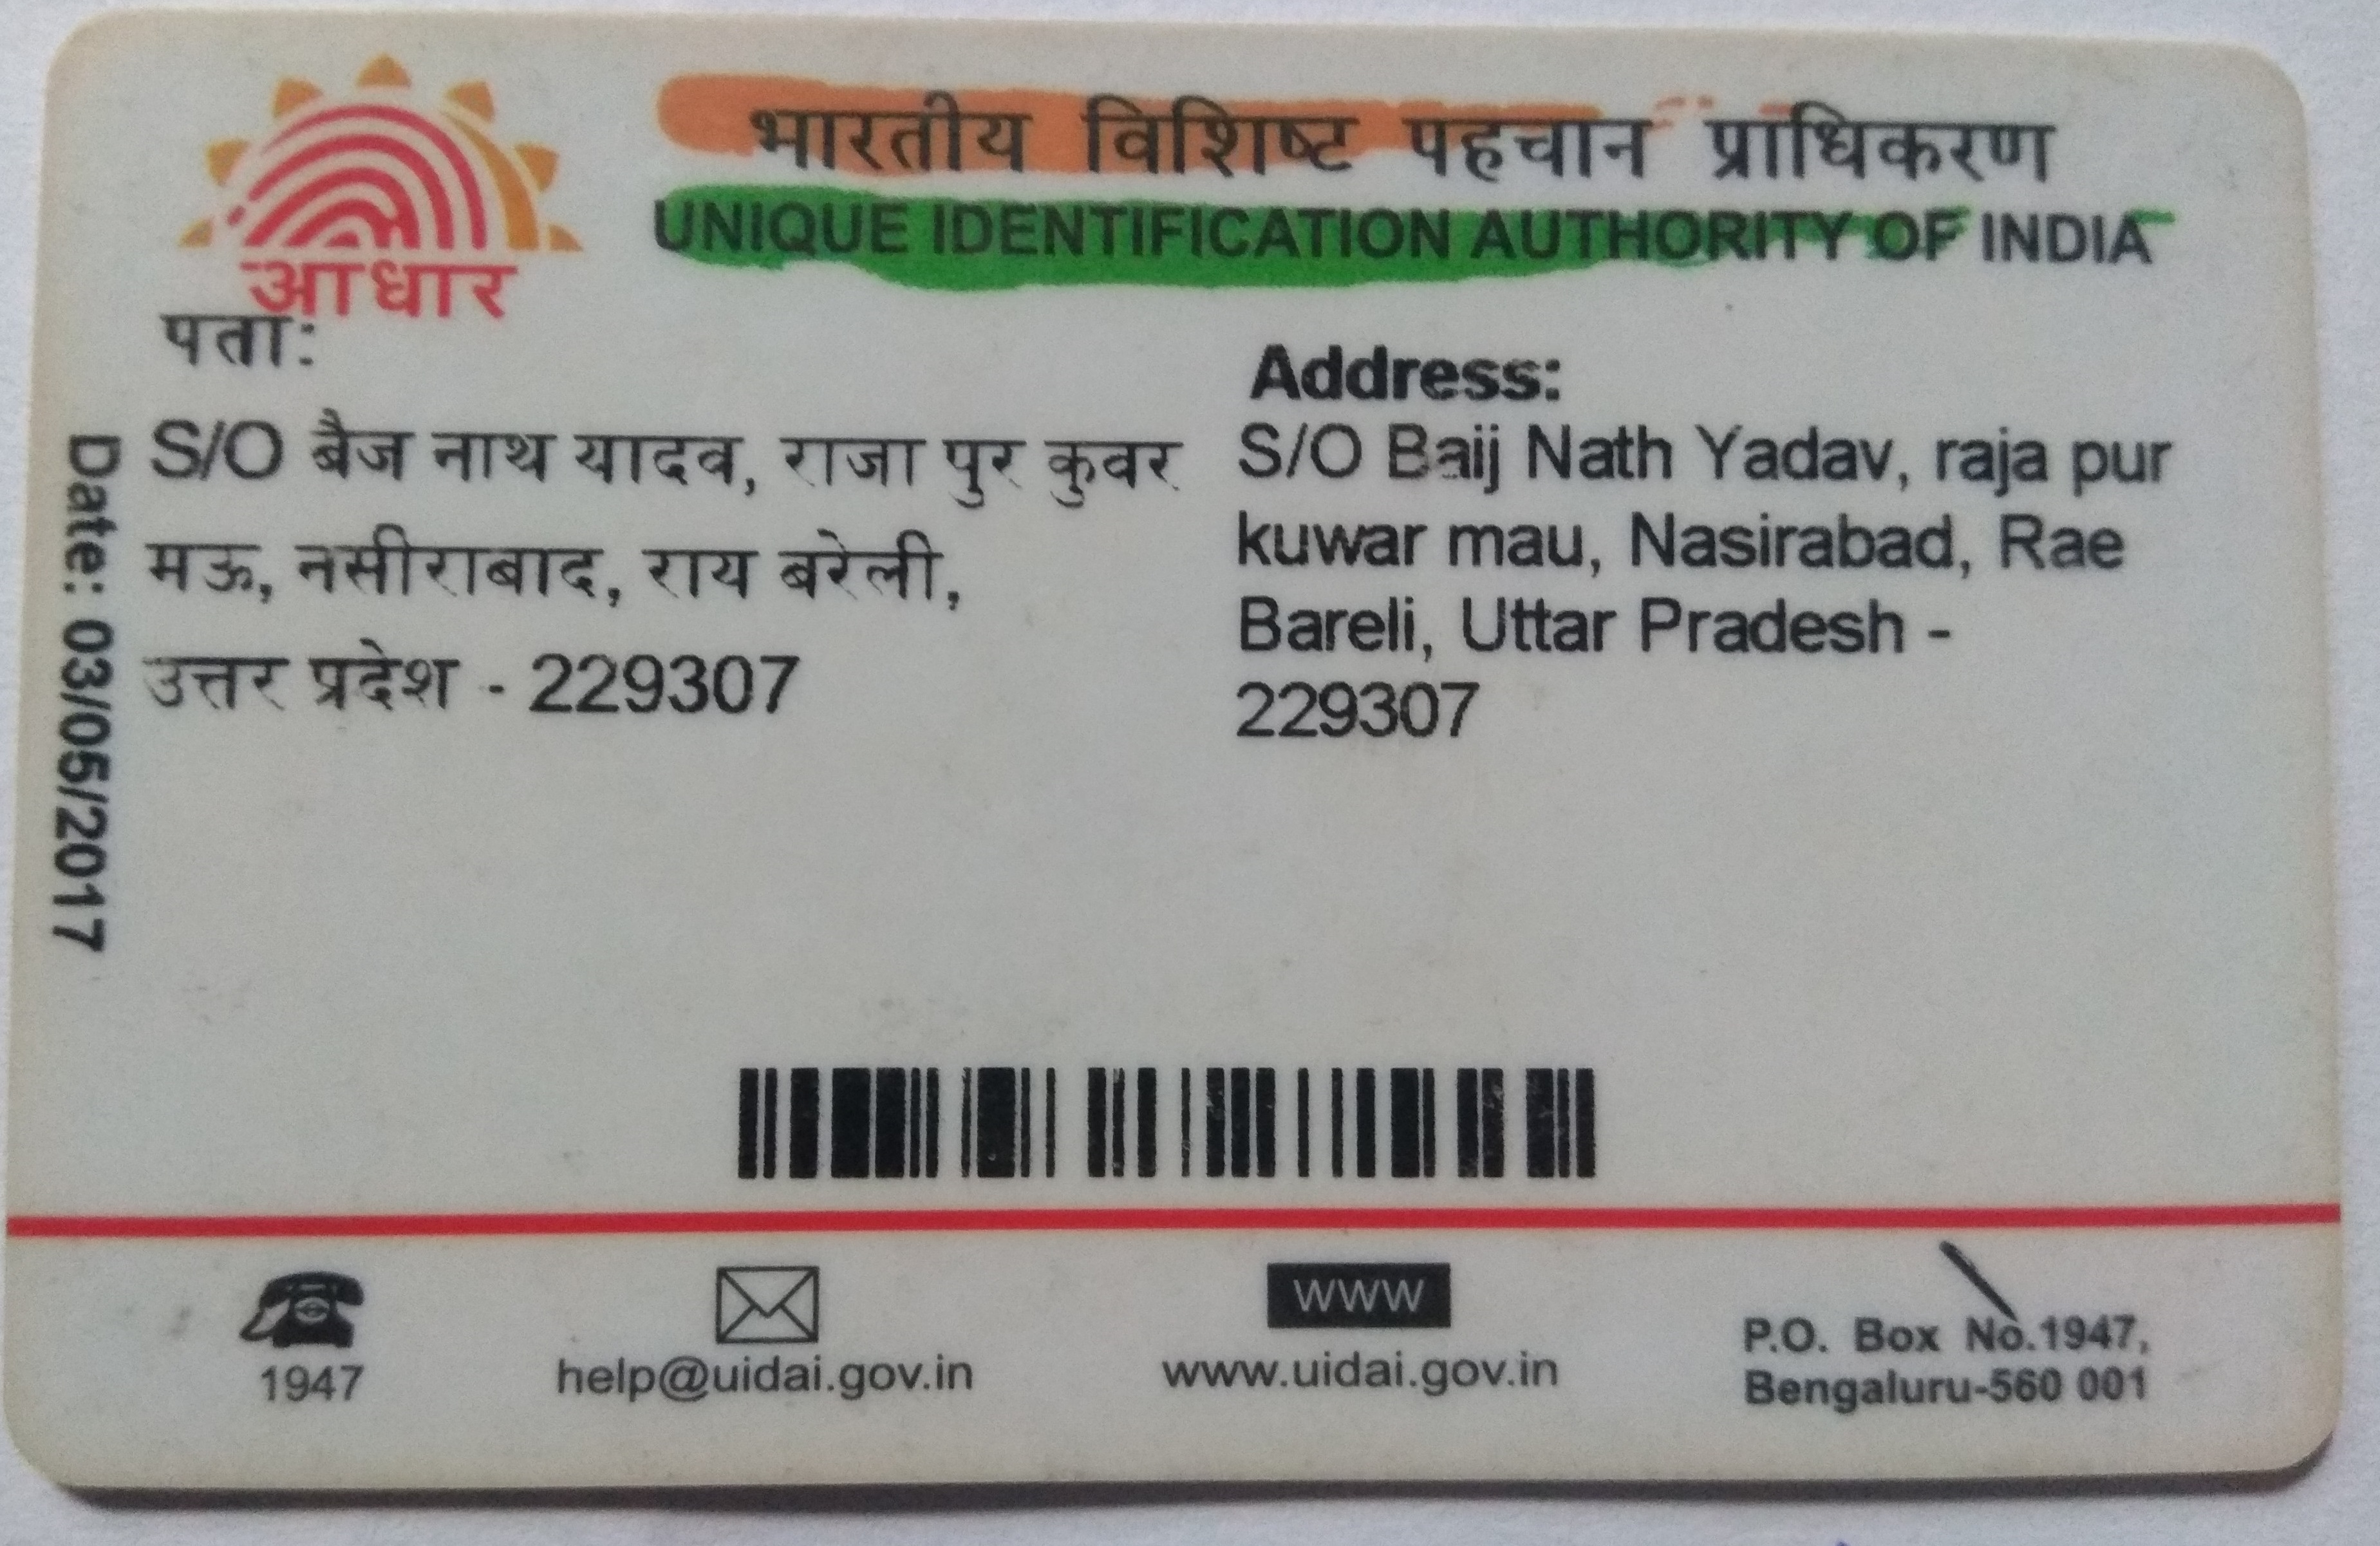 आधार
भारतीय विशिष्ट पहचान प्राधिकरण
UNIQUE IDENTIFICATION AUTHORITY OF INDIA
पता:
S/O बैज नाथ यादव, राजा पुर कुवर
मऊ, नसीराबाद, राय बरेली,
उत्तर प्रदेश - 229307
Address:
S/O Baij Nath Yadav, raja pur
kuwar mau, Nasirabad, Rae
Bareli, Uttar Pradesh -
229307
Date: 03/05/2017
1947
help@uidai.gov.in
WWW
www.uidai.gov.in
P.O. Box No.1947,
Bengaluru-560 001